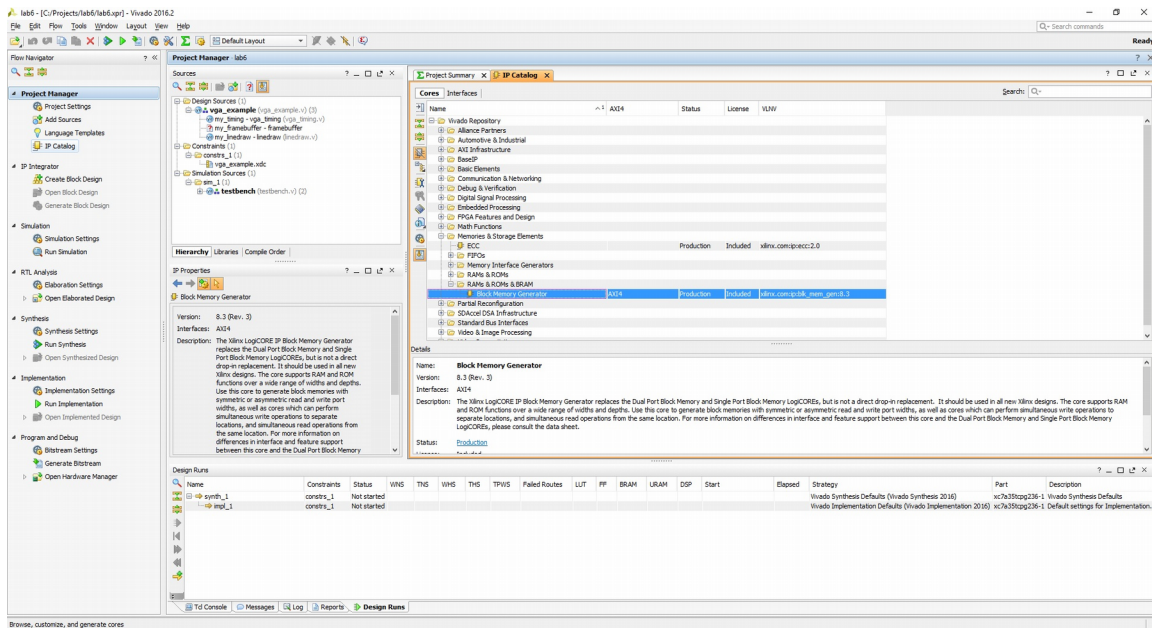 lab6 - [C:/Projects/lab6/lab6.xpr] - Vivado 2016.2
File Edit Flow Tools Window Layout View Help
Search commands
Default Layout
Ready
Flow Navigator
Project Manager
Project Settings
Add Sources
Language Templates
IP Catalog
IP Integrator
Create Block Design
Open Block Design
Generate Block Design
Simulation
Simulation Settings
Run Simulation
RTL Analysis
Elaboration Settings
Open Elaborated Design
Synthesis
Synthesis Settings
Run Synthesis
Open Synthesized Design
Implementation
Implementation Settings
Run Implementation
Open Implemented Design
Program and Debug
Bitstream Settings
Generate Bitstream
Open Hardware Manager
Project Manager - lab6
Sources
Design Sources (1)
vga_example (vga_example.v) (3)
my_timing - vga_timing (vga_timing.v)
my_framebuffer - framebuffer
my_linedraw - linedraw (linedraw.v)
Constraints (1)
constrs_1 (1)
vga_example.xdc
Simulation Sources (1)
sim_1 (1)
testbench (testbench.v) (2)
Hierarchy Libraries Compile Order
IP Properties
Block Memory Generator
Version: 8.3 (Rev. 3)
Interfaces: AXI4
Description: The Xilinx LogiCORE IP Block Memory Generator
replaces the Dual Port Block Memory and Single
Port Block Memory LogiCOREs, but is not a direct
drop-in replacement. It should be used in all new
Xilinx designs. The core supports RAM and ROM
functions over a wide range of widths and depths.
Use this core to generate block memories with
symmetric or asymmetric read and write port
widths, as well as cores which can perform
simultaneous write operations to separate
locations, and simultaneous read operations from
the same location. For more information on
differences in interface and feature support
between this core and the Dual Port Block Memory
Project Summary IP Catalog
Cores Interfaces
Search:
Name AXI4 Status License VLNV
Vivado Repository
Alliance Partners
Automotive & Industrial
AXI Infrastructure
BaseIP
Basic Elements
Communication & Networking
Debug & Verification
Digital Signal Processing
Embedded Processing
FPGA Features and Design
Math Functions
Memories & Storage Elements
ECC Production Included xilinx.com:ip:ecc:2.0
FIFOs
Memory Interface Generators
RAMs & ROMs
RAMs & ROMs & BRAM
Block Memory Generator AXI4 Production Included xilinx.com:ip:blk_mem_gen:8.3
Partial Reconfiguration
SDAccel DSA Infrastructure
Standard Bus Interfaces
Video & Image Processing
Details
Name: Block Memory Generator
Version: 8.3 (Rev. 3)
Interfaces: AXI4
Description: The Xilinx LogiCORE IP Block Memory Generator replaces the Dual Port Block Memory and Single Port Block Memory LogiCOREs, but is not a direct drop-in replacement. It should be used in all new Xilinx designs. The core supports RAM
and ROM functions over a wide range of widths and depths. Use this core to generate block memories with symmetric or asymmetric read and write port widths, as well as cores which can perform simultaneous write operations to
separate locations, and simultaneous read operations from the same location. For more information on differences in interface and feature support between this core and the Dual Port Block Memory and Single Port Block Memory
LogiCOREs, please consult the data sheet.
Status: Production
Design Runs
Name Constraints Status WNS TNS WHS THS TPWS Failed Routes LUT FF BRAM URAM DSP Start Elapsed Strategy Part Description
synth_1 constrs_1 Not started Vivado Synthesis Defaults (Vivado Synthesis 2016) xc7a35tcpg236-1 Vivado Synthesis Defaults
impl_1 constrs_1 Not started Vivado Implementation Defaults (Vivado Implementation 2016) xc7a35tcpg236-1 Default settings for Implementation.
Tcl Console Messages Log Reports Design Runs
Browse, customize, and generate cores